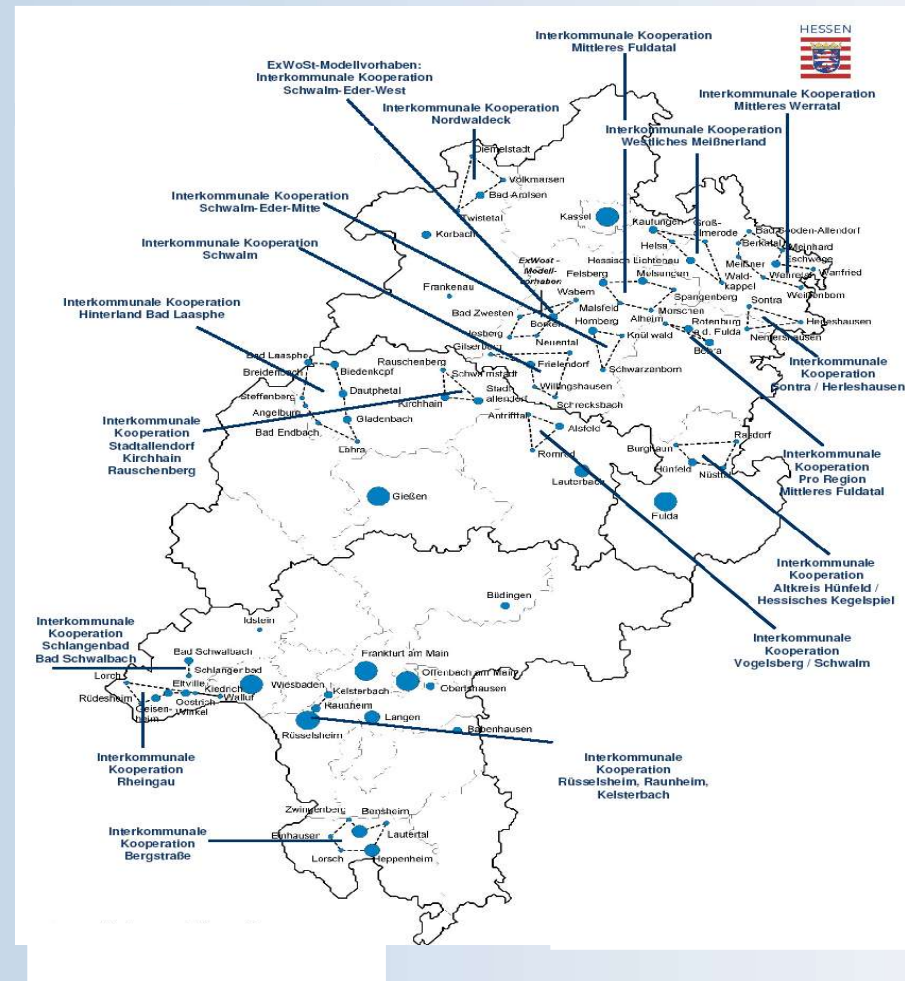 HESSEN
Interkommunale Kooperation
Mittleres Fuldatal
ExWoSt-Modellvorhaben:
Interkommunale Kooperation
Schwalm-Eder-West
Interkommunale Kooperation
Nordwaldeck
Interkommunale Kooperation
Mittleres Werratal
Interkommunale Kooperation
Westliches Meißnerland
Diemelstadt
Volkmarsen
Bad Arolsen
Twistetal
Korbach
Interkommunale Kooperation
Schwalm-Eder-Mitte
Interkommunale Kooperation
Schwalm
Interkommunale Kooperation
Hinterland Bad Laasphe
Kassel
Kaufungen
Groß-
almerode
Helsa
Hessisch Lichtenau
Bad Sooden-Allendorf
Berkatal
Meinhard
Eschwege
Meißner
Wanfried
Wehretal
Weißenborn
Wald-
kappel
ExWost -
Modell-
vorhaben
Felsberg
Melsungen
Wabern
Spangenberg
Malsfeld
Morschen
Sontra
Frankenau
Bad Zwesten
Borken
Homberg
Alheim
Rotenburg
a.d. Fulda
Herleshausen
Nentershausen
Bebra
Jesberg
Neuental
Knüllwald
Gilserberg
Schwarzenborn
Frielendorf
Schwalmstadt
Willingshausen
Schrecksbach
Interkommunale
Kooperation
Sontra / Herleshausen
Bad Laasphe
Breidenbach
Biedenkopf
Rauschenberg
Steffenberg
Dautphetal
Kirchhain
Stadt-
allendorf
Angelburg
Gladenbach
Bad Endbach
Lohra
Antrifttal
Alsfeld
Romrod
Lauterbach
Burghaun
Rasdorf
Hünfeld
Nüsttal
Fulda
Interkommunale
Kooperation
Stadtallendorf
Kirchhain
Rauschenberg
Interkommunale
Kooperation
Pro Region
Mittleres Fuldatal
Gießen
Interkommunale
Kooperation
Altkreis Hünfeld /
Hessisches Kegelspiel
Büdingen
Interkommunale
Kooperation
Schlangenbad
Bad Schwalbach
Idstein
Interkommunale
Kooperation
Vogelsberg / Schwalm
Bad Schwalbach
Frankfurt am Main
Schlangenbad
Offenbach am Main
Lorch
Eltville
Kiedrich
Wiesbaden
Kelsterbach
Obertshausen
Rüdesheim
Geisen-
heim
Oestrich
Winkel
Walluf
Raunheim
Langen
Rüsselsheim
Babenhausen
Interkommunale
Kooperation
Rheingau
Interkommunale
Kooperation
Rüsselsheim, Raunheim,
Kelsterbach
Zwingenberg
Bensheim
Einhausen
Lautertal
Lorsch
Heppenheim
Interkommunale
Kooperation
Bergstraße